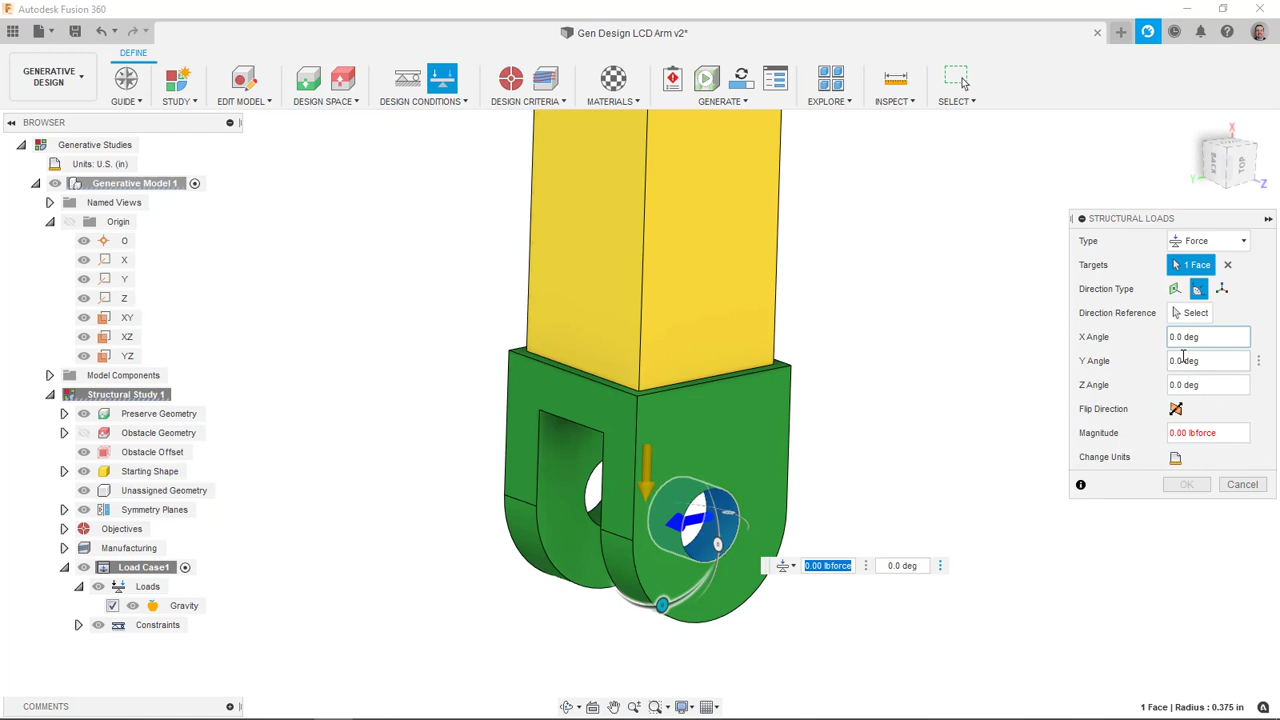 Autodesk Fusion 360
Gen Design LCD Arm v2*
DEFINE
GENERATIVE DESIGN
GUIDE
STUDY
EDIT MODEL
DESIGN SPACE
DESIGN CONDITIONS
DESIGN CRITERIA
MATERIALS
GENERATE
EXPLORE
INSPECT
SELECT
BROWSER
Generative Studies
Units: U.S. (in)
Generative Model 1
Named Views
Origin
O
X
Y
Z
XY
XZ
YZ
Model Components
Structural Study 1
Preserve Geometry
Obstacle Geometry
Obstacle Offset
Starting Shape
Unassigned Geometry
Symmetry Planes
Objectives
Manufacturing
Load Case1
Loads
Gravity
Constraints
X
BACK
TOP
Y
Z
STRUCTURAL LOADS
Type Force
Targets 1 Face
Direction Type
Direction Reference Select
X Angle 0.0 deg
Y Angle 0.0 deg
Z Angle 0.0 deg
Flip Direction
Magnitude 0.00 lbforce
Change Units
OK Cancel
0.00 lbforce 0.0 deg
COMMENTS
1 Face | Radius : 0.375 in